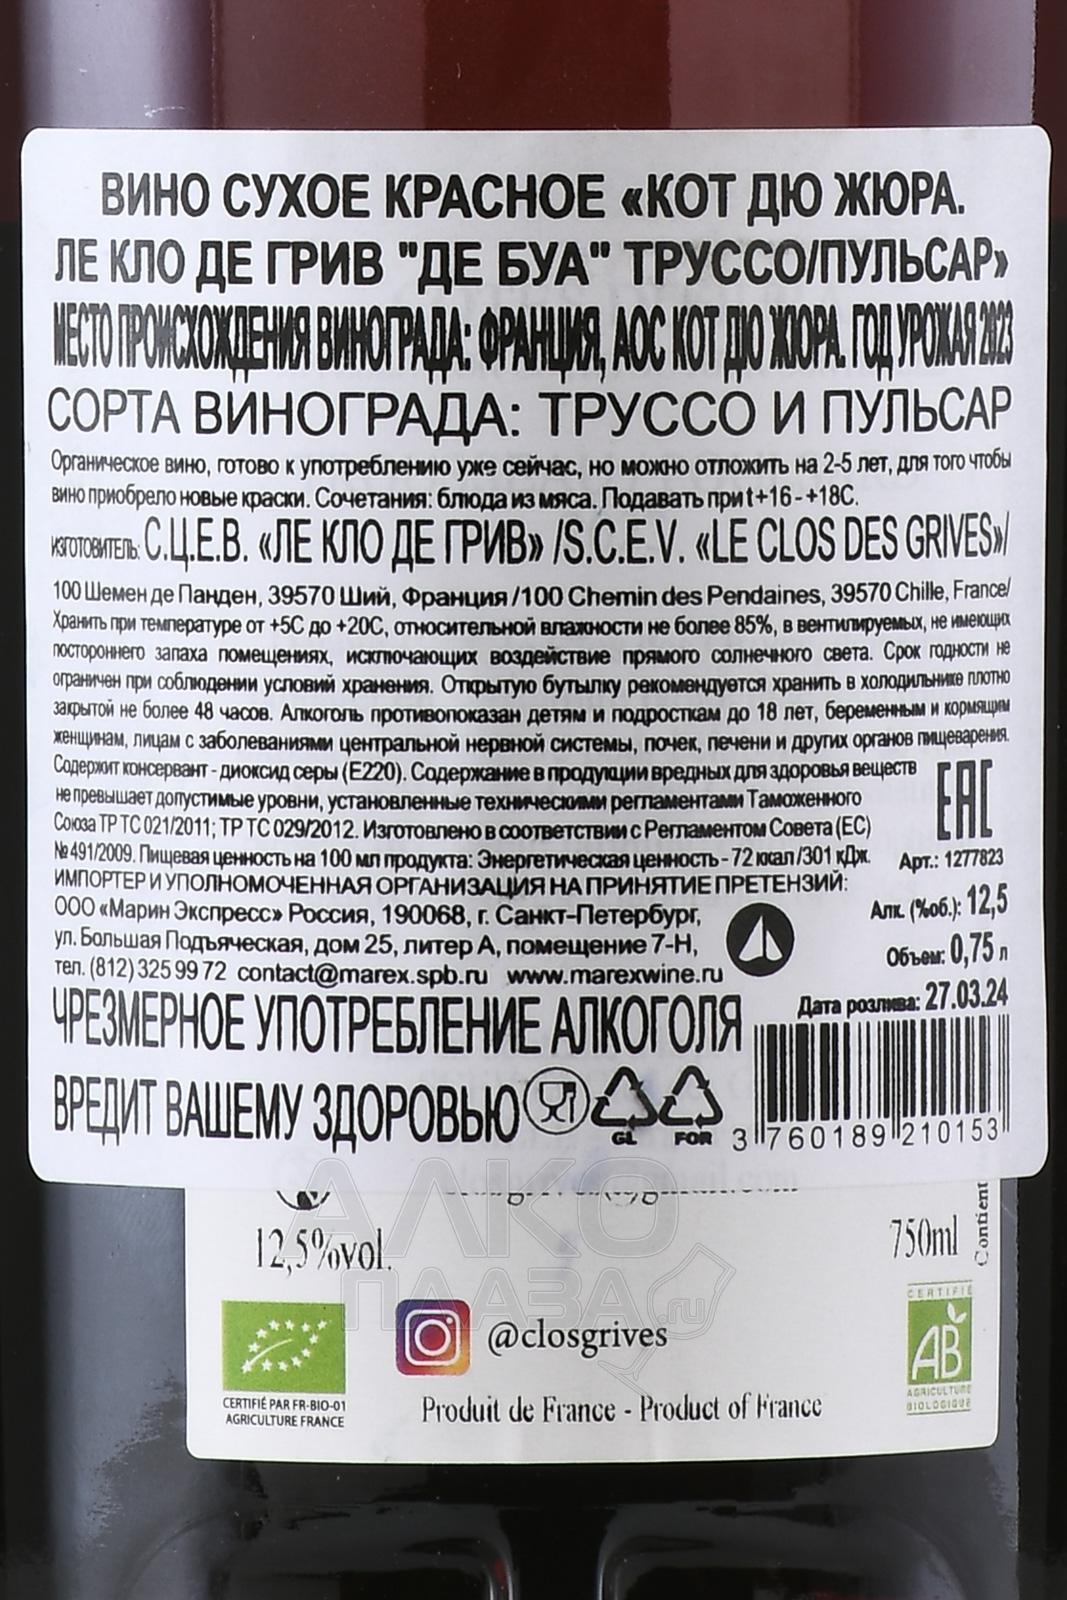 ВИНО СУХОЕ КРАСНОЕ «КОТ ДЮ ЖЮРА.
ЛЕ КЛО ДЕ ГРИВ "ДЕ БУА" ТРУССО/ПУЛЬСАР»
МЕСТО ПРОИСХОЖДЕНИЯ ВИНОГРАДА: ФРАНЦИЯ, АОС КОТ ДЮ ЖЮРА. ГОД УРОЖАЯ 2023
СОРТА ВИНОГРАДА: ТРУССО И ПУЛЬСАР
Органическое вино, готово к употреблению уже сейчас, но можно отложить на 2-5 лет, для того чтобы
вино приобрело новые краски. Сочетания: блюда из мяса. Подавать при t +16 - +18С.
ИЗГОТОВИТЕЛЬ: С.Ц.Е.В. «ЛЕ КЛО ДЕ ГРИВ» /S.C.E.V. «LE CLOS DES GRIVES»/
100 Шемен де Панден, 39570 Ший, Франция /100 Chemin des Pendaines, 39570 Chille, France/
Хранить при температуре от +5С до +20С, относительной влажности не более 85%, в вентилируемых, не имеющих
постороннего запаха помещениях, исключающих воздействие прямого солнечного света. Срок годности не
ограничен при соблюдении условий хранения. Открытую бутылку рекомендуется хранить в холодильнике плотно
закрытой не более 48 часов. Алкоголь противопоказан детям и подросткам до 18 лет, беременным и кормящим
женщинам, лицам с заболеваниями центральной нервной системы, почек, печени и других органов пищеварения.
Содержит консервант - диоксид серы (Е220). Содержание в продукции вредных для здоровья веществ
не превышает допустимые уровни, установленные техническими регламентами Таможенного
Союза ТР ТС 021/2011; ТР ТС 029/2012. Изготовлено в соответствии с Регламентом Совета (ЕС)
№ 491/2009. Пищевая ценность на 100 мл продукта: Энергетическая ценность - 72 ккал /301 кДж.
EAC
Арт.: 1277823
ИМПОРТЕР И УПОЛНОМОЧЕННАЯ ОРГАНИЗАЦИЯ НА ПРИНЯТИЕ ПРЕТЕНЗИЙ:
ООО «Марин Экспресс» Россия, 190068, г. Санкт-Петербург,
ул. Большая Подъяческая, дом 25, литер А, помещение 7-Н,
тел. (812) 325 99 72 contact@marex.spb.ru www.marexwine.ru
Алк. (%об.): 12,5
Объем: 0,75 л
Дата розлива: 27.03.24
ЧРЕЗМЕРНОЕ УПОТРЕБЛЕНИЕ АЛКОГОЛЯ
ВРЕДИТ ВАШЕМУ ЗДОРОВЬЮ
GL FOR
3 760189 210153
12,5%vol.
750ml
Contient
АЛКО
ПЛАЗА
.ru
@closgrives
CERTIFIÉ
AB
AGRICULTURE
BIOLOGIQUE
CERTIFIÉ PAR FR-BIO-01
AGRICULTURE FRANCE
Produit de France - Product of France